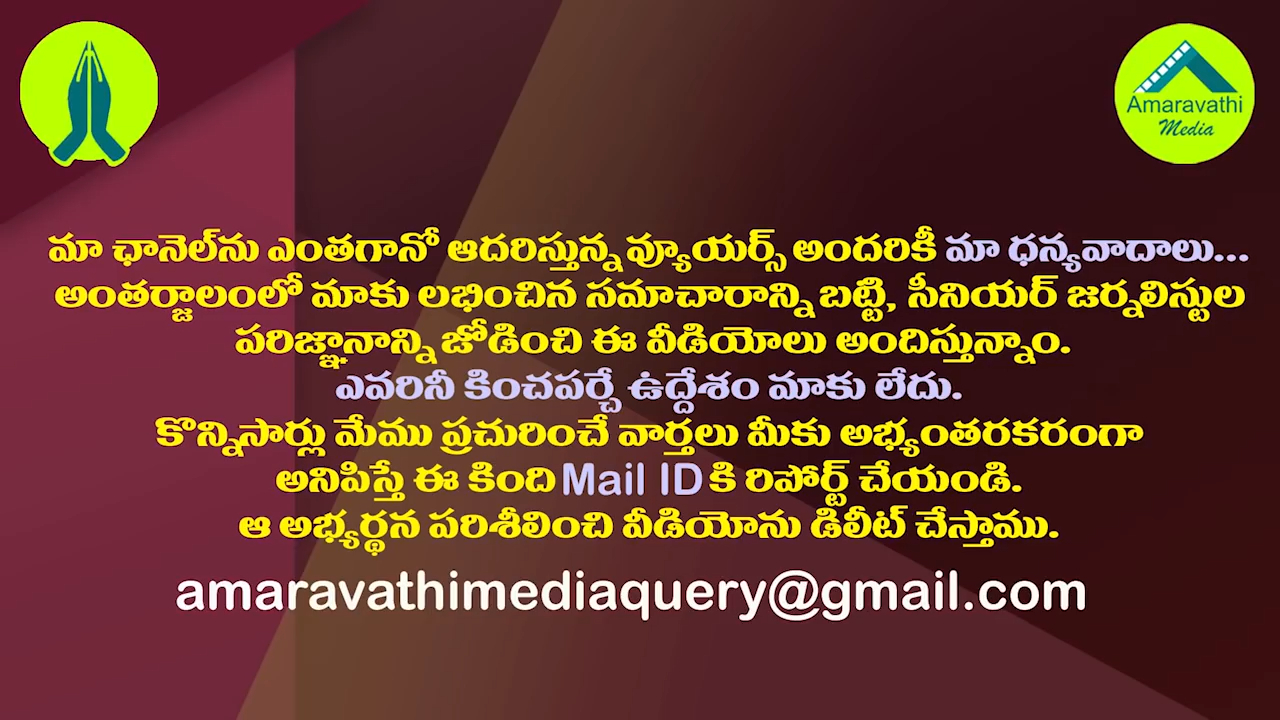 Amaravathi
Media
మా ఛానెల్‌ను ఎంతగానో ఆదరిస్తున్న వ్యూయర్స్ అందరికీ మా ధన్యవాదాలు...
అంతర్జాలంలో మాకు లభించిన సమాచారాన్ని బట్టి, సీనియర్ జర్నలిస్టుల
పరిజ్ఞానాన్ని జోడించి ఈ వీడియోలు అందిస్తున్నాం.
ఎవరినీ కించపర్చే ఉద్దేశం మాకు లేదు.
కొన్నిసార్లు మేము ప్రచురించే వార్తలు మీకు అభ్యంతరకరంగా
అనిపిస్తే ఈ కింది Mail ID కి రిపోర్ట్ చేయండి.
ఆ అభ్యర్థన పరిశీలించి వీడియోను డిలీట్ చేస్తాము.
amaravathimediaquery@gmail.com